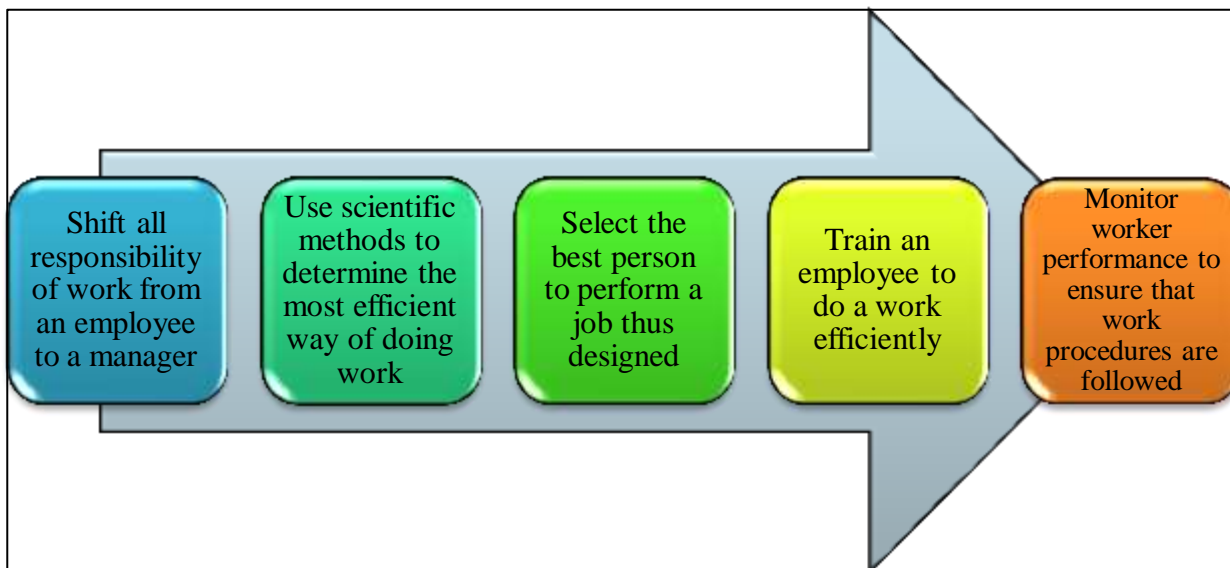 Shift all
responsibility
of work from
an employee
to a manager
Use scientific
methods to
determine the
most efficient
way of doing
work
Select the
best person
to perform a
job thus
designed
Train an
employee to
do a work
efficiently
Monitor
worker
performance to
ensure that
work
procedures are
followed